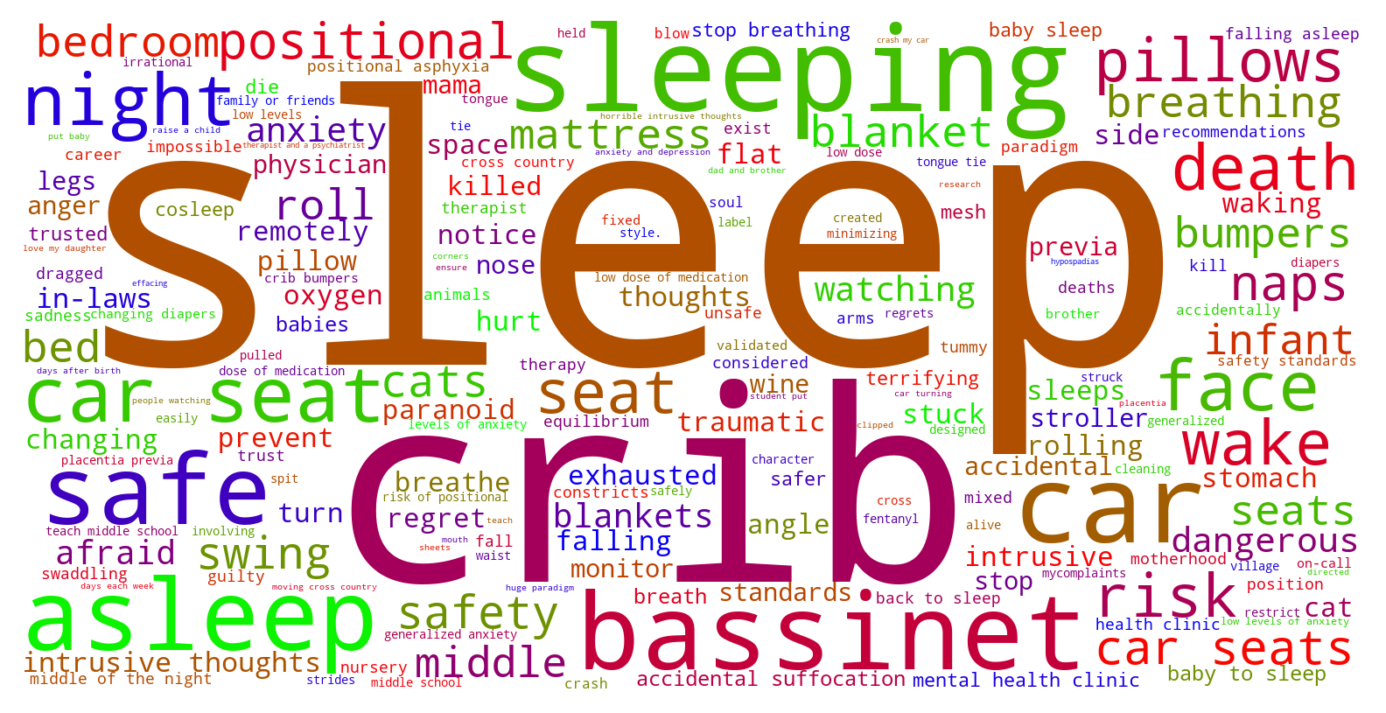 held
blow
stop breathing
crash my car
baby sleep
falling asleep
bedroom
positional
sleeping
pillows
irrational
positional asphyxia
mama
tongue
night
die
family or friends
low levels
breathing
put baby
raise a child
anxiety
tie
horrible intrusive thoughts
mattress
exist
blanket
side
recommendations
career
impossible
therapist and a psychiatrist
space
anxiety and depression
flat
low dose
tongue tie
paradigm
death
physician
cross country
dad and brother
legs
killed
soul
research
waking
anger
cosleep
roll
therapist
label
fixed
style.
created
minimizing
mesh
trusted
remotely
notice
bumpers
love my daughter
sleep
previa
kill
diapers
pillow
corners
ensure
nose
hypospadias
dragged
crib bumpers
low dose of medication
watching
deaths
naps
effacing
in-laws
oxygen
animals
thoughts
unsafe
arms
regrets
brother
accidentally
sadness
changing diapers
babies
hurt
infant
bed
pulled
validated
considered
tummy
safety standards
days after birth
dose of medication
therapy
wine
student put
terrifying
car turning
struck
car seat
people watching
cats
seat
sleeps
placentia
face
easily
paranoid
levels of anxiety
equilibrium
traumatic
stuck
designed
stroller
generalized
changing
prevent
clipped
rolling
wake
placentia previa
trust
character
accidental
cleaning
safe
spit
breathe
exhausted
safer
stomach
risk of positional
constricts
safely
crib
cross
mixed
car
seats
turn
regret
teach
blankets
angle
fentanyl
alive
teach middle school
involving
mouth
fall
falling
dangerous
afraid
swing
sheets
waist
intrusive
motherhood
village
on-call
swaddling
guilty
monitor
stop
mycomplaints
directed
days each week
moving cross country
huge paradigm
position
asleep
safety
breath
standards
back to sleep
risk
restrict
cat
health clinic
low levels of anxiety
generalized anxiety
bassinet
car seats
intrusive thoughts
nursery
middle
middle of the night
strides
middle school
crash
accidental suffocation
mental health clinic
baby to sleep